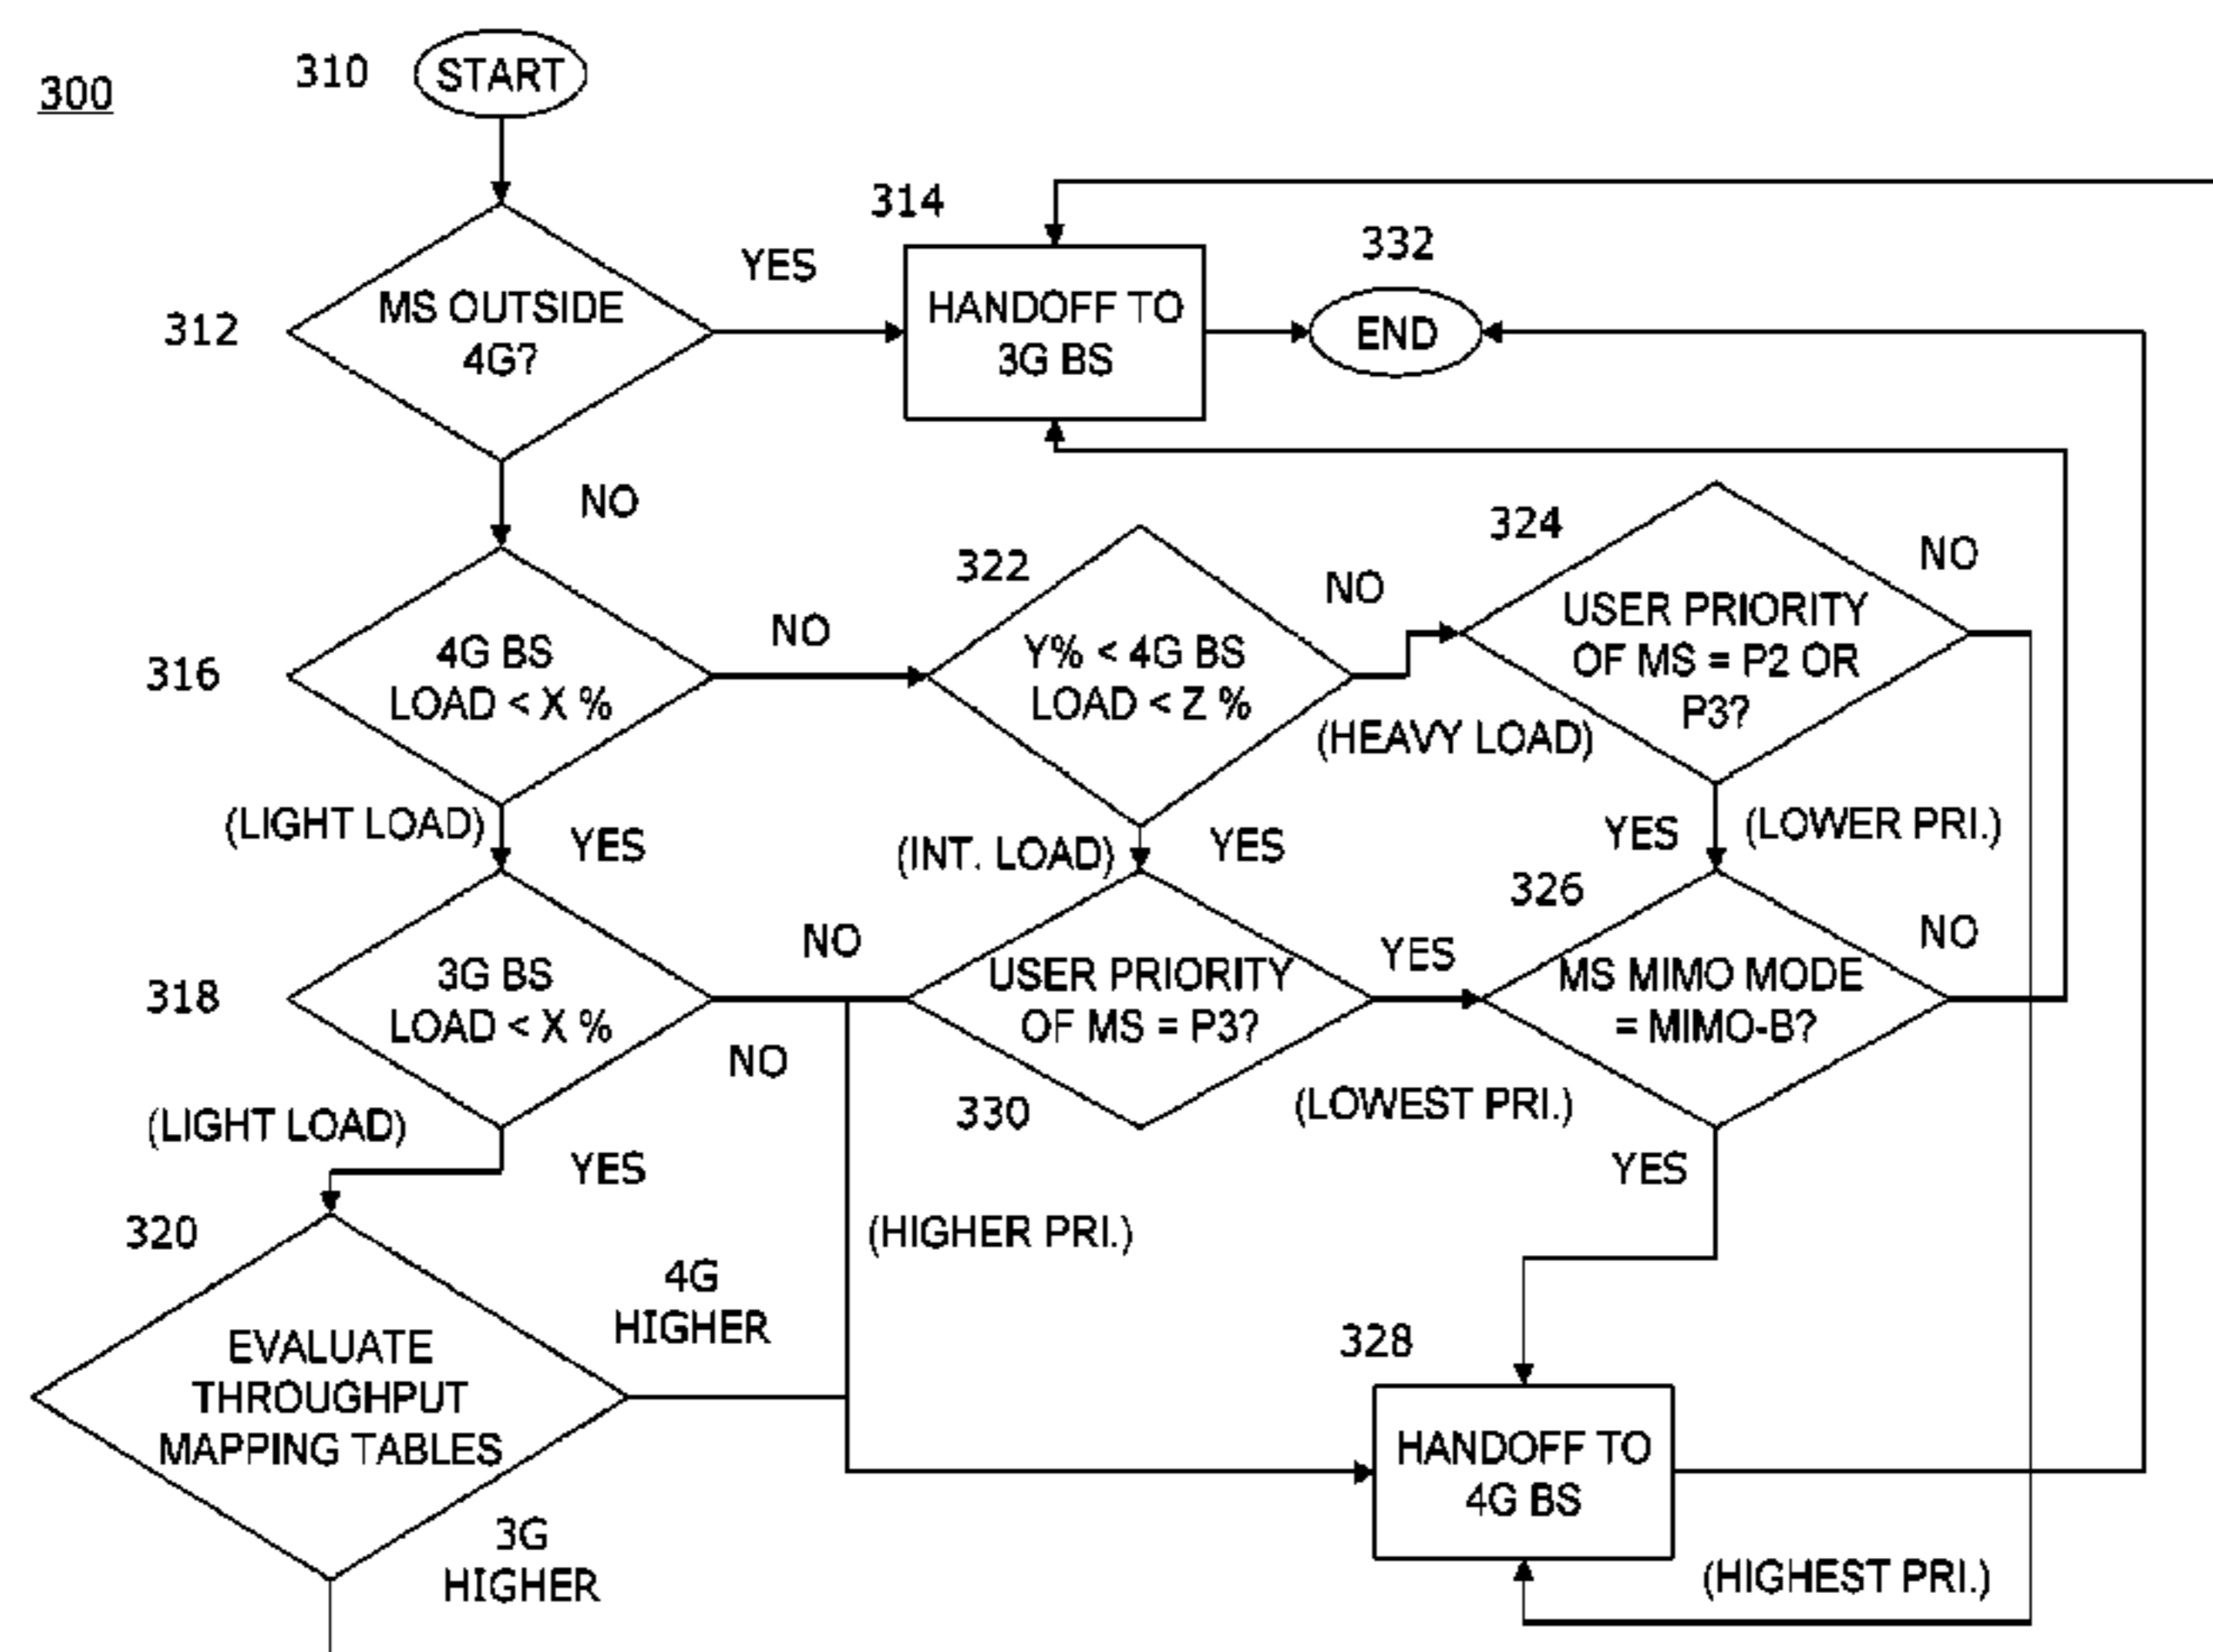 300
310
START
312
MS OUTSIDE
4G?
YES
NO
314
HANDOFF TO
3G BS
332
END
316
4G BS
LOAD < X %
NO
(LIGHT LOAD)
YES
322
Y% < 4G BS
LOAD < Z %
NO
(HEAVY LOAD)
(INT. LOAD)
YES
324
USER PRIORITY
OF MS = P2 OR
P3?
NO
YES
(LOWER PRI.)
318
3G BS
LOAD < X %
NO
NO
(LIGHT LOAD)
YES
330
USER PRIORITY
OF MS = P3?
YES
(LOWEST PRI.)
(HIGHER PRI.)
326
MS MIMO MODE
= MIMO-B?
NO
YES
320
EVALUATE
THROUGHPUT
MAPPING TABLES
4G
HIGHER
3G
HIGHER
328
HANDOFF TO
4G BS
(HIGHEST PRI.)